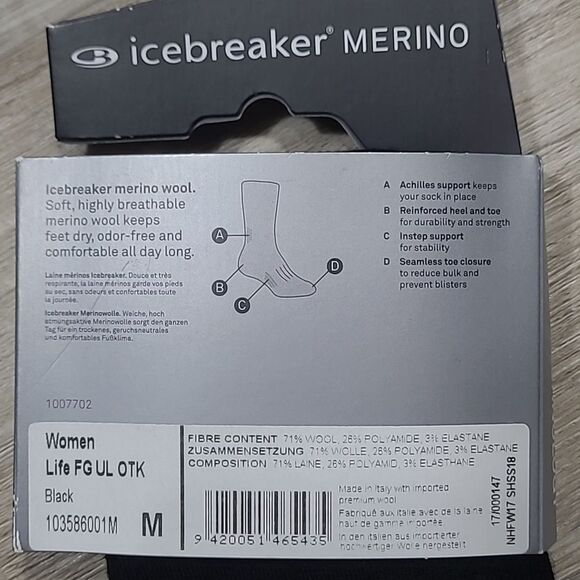 icebreaker® MERINO
Icebreaker merino wool.
Soft, highly breathable
merino wool keeps
feet dry, odor-free and
comfortable all day long.
Laine mérinos Icebreaker. Douce et très
respirante, la laine mérinos garde vos pieds
au sec, sans odeurs et confortables toute
la journée.
Icebreaker Merinowolle. Weiche, hoch
atmungsaktive Merinowolle sorgt den ganzen
Tag für ein trockenes, geruchsneutrales
und komfortables Fußklima.
1007702
A
B
C
D
A Achilles support keeps
your sock in place
B Reinforced heel and toe
for durability and strength
C Instep support
for stability
D Seamless toe closure
to reduce bulk and
prevent blisters
Women
Life FG UL OTK
Black
103586001M
M
FIBRE CONTENT 71% WOOL, 26% POLYAMIDE, 3% ELASTANE
ZUSAMMENSETZUNG 71% WOLLE, 26% POLYAMIDE, 3% ELASTANE
COMPOSITION 71% LAINE, 26% POLYAMID, 3% ELASTHANE
9 420051 465435
Made in Italy with imported
premium wool
Fabriqué aux Italie avec de la laine
haut de gamme importée
In den Italien aus importierter
hochwertiger Wolle hergestellt
17/000147
NHFW17 SHSS18